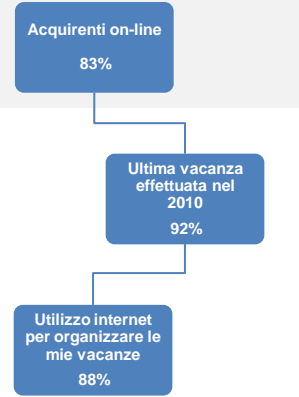 Acquirenti on-line
83%
Ultima vacanza
effettuata nel
2010
92%
Utilizzo internet
per organizzare le
mie vacanze
88%